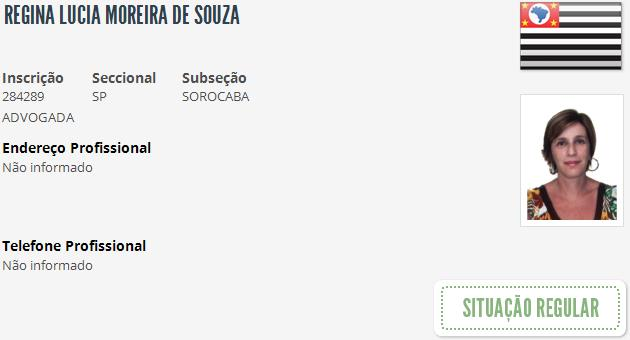 REGINA LUCIA MOREIRA DE SOUZA
Inscrição Seccional Subseção
284289 SP SOROCABA
ADVOGADA
Endereço Profissional
Não informado
Telefone Profissional
Não informado
SITUAÇÃO REGULAR